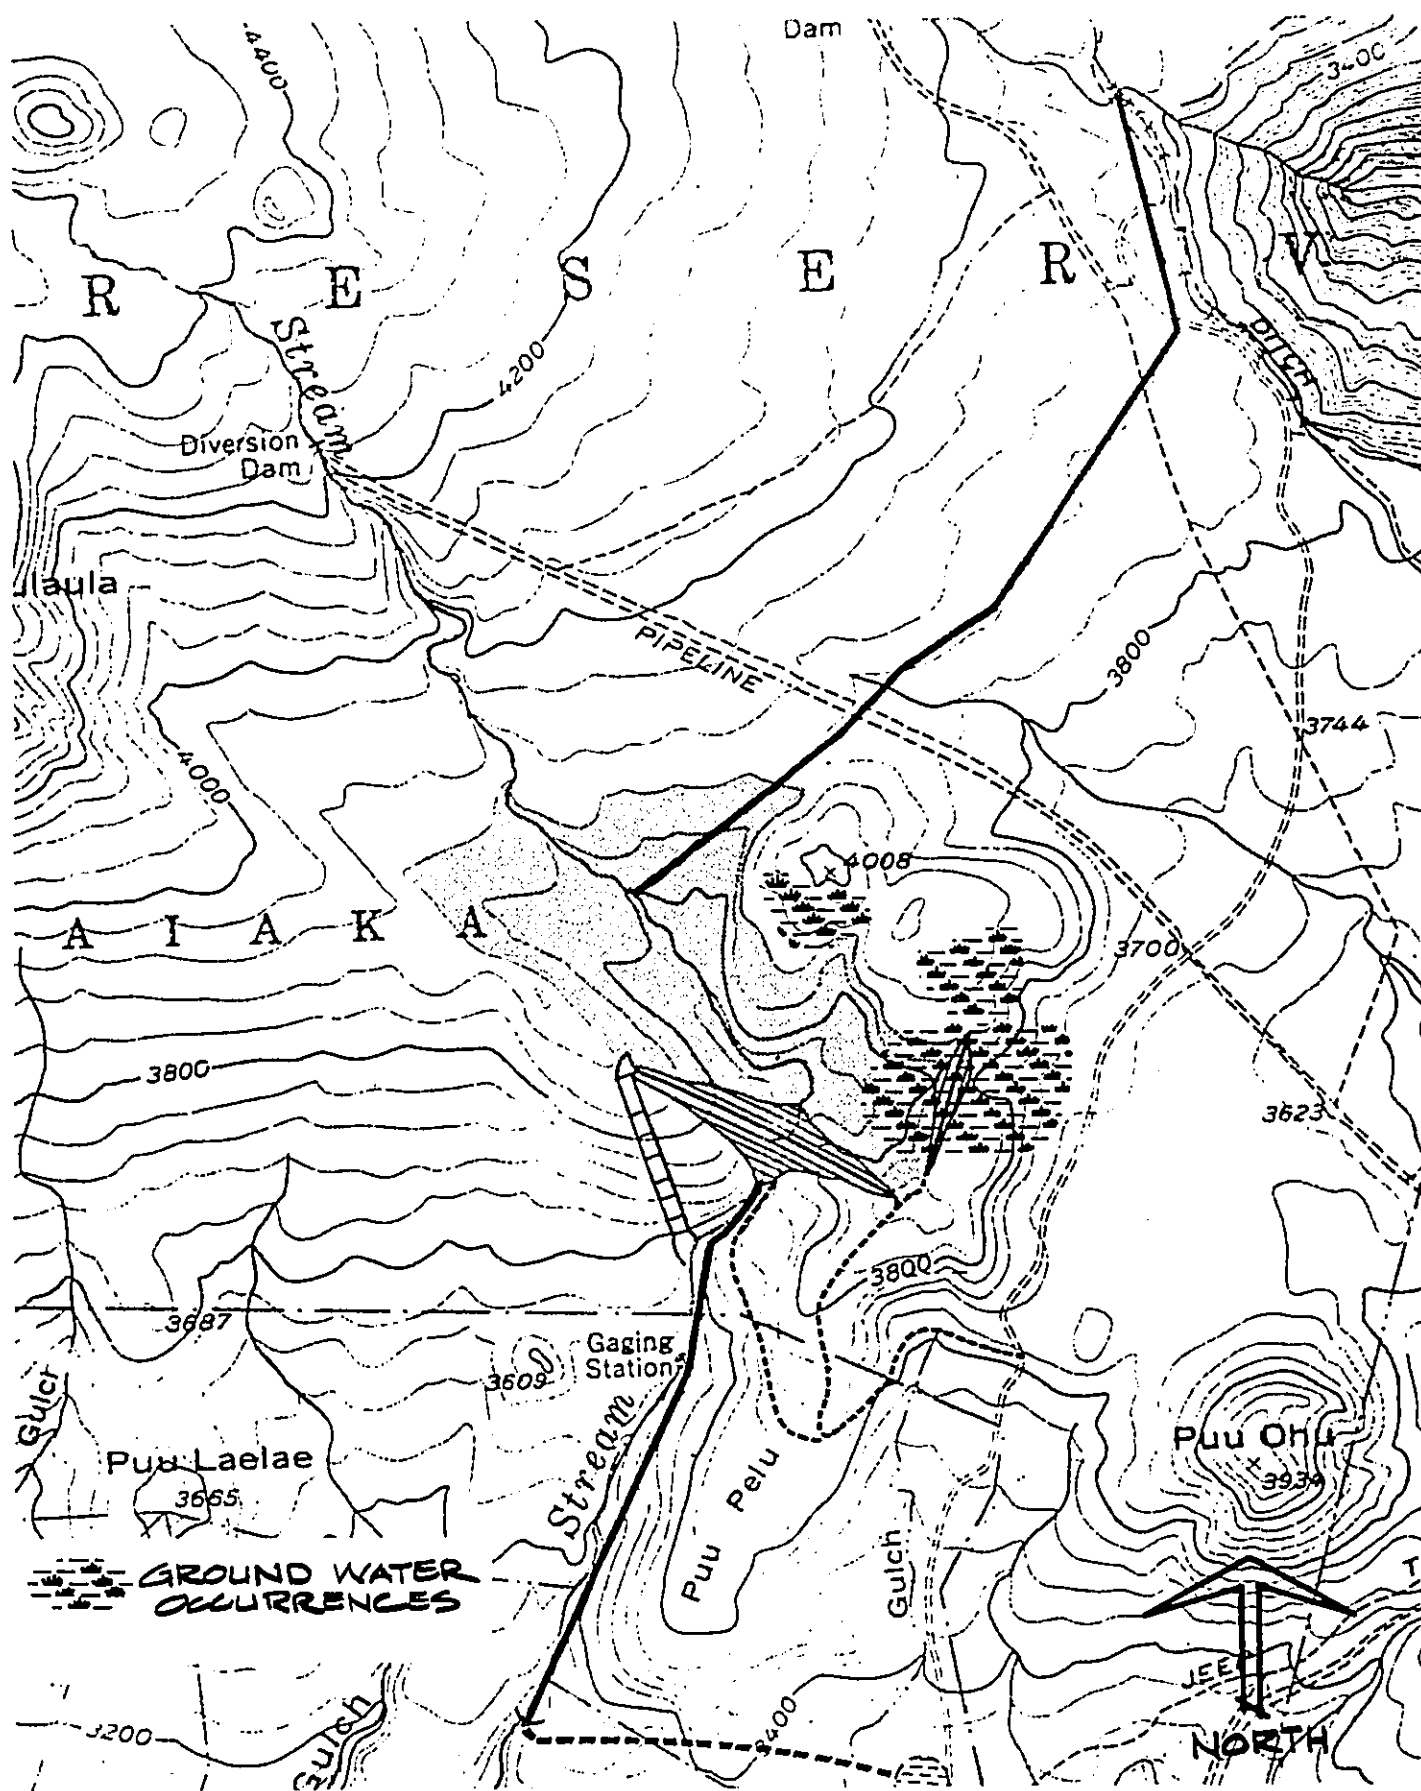 Dam
4400
3400
R E S E R V
Stream
DITCH
4200
Diversion
Dam
ulaula
PIPELINE
3800
3744
4000
4008
A I A K A
3700
3800
3623
3800
3687
Gaging
Station
3609
Gulch
Stream
Puu Laelae
3665
Puu Pelu
Puu Ohu
3934
Gulch
GROUND WATER
OCCURRENCES
JEEP
T
3200
Gulch
3400
NORTH